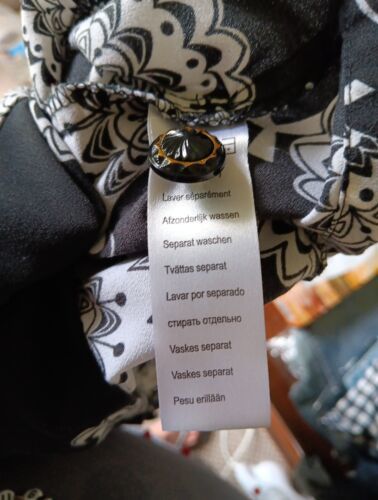 Laver séparément
Afzonderlijk wassen
Separat waschen
Tvättas separat
Lavar por separado
стирать отдельно
Vaskes separat
Vaskes separat
Pesu erillään